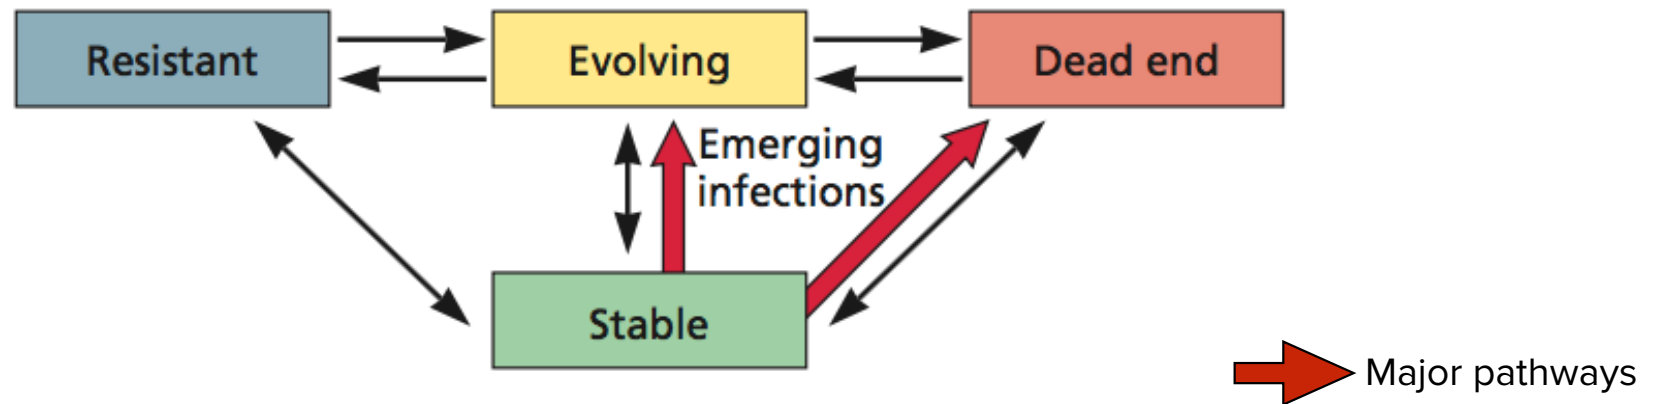 Resistant
Evolving
Dead end
Emerging
infections
Stable
Major pathways